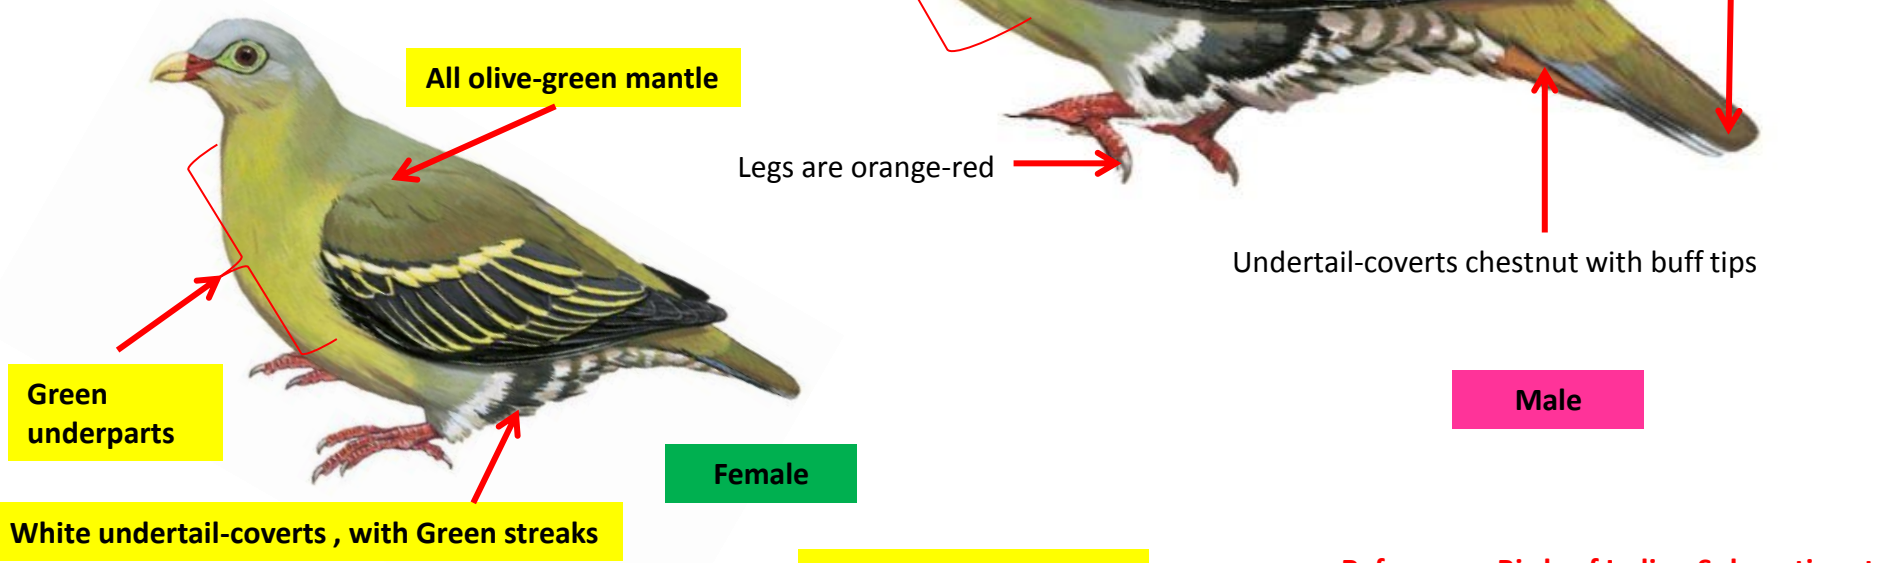 All olive-green mantle
Legs are orange-red
Undertail-coverts chestnut with buff tips
Green
underparts
Male
Female
White undertail-coverts , with Green streaks